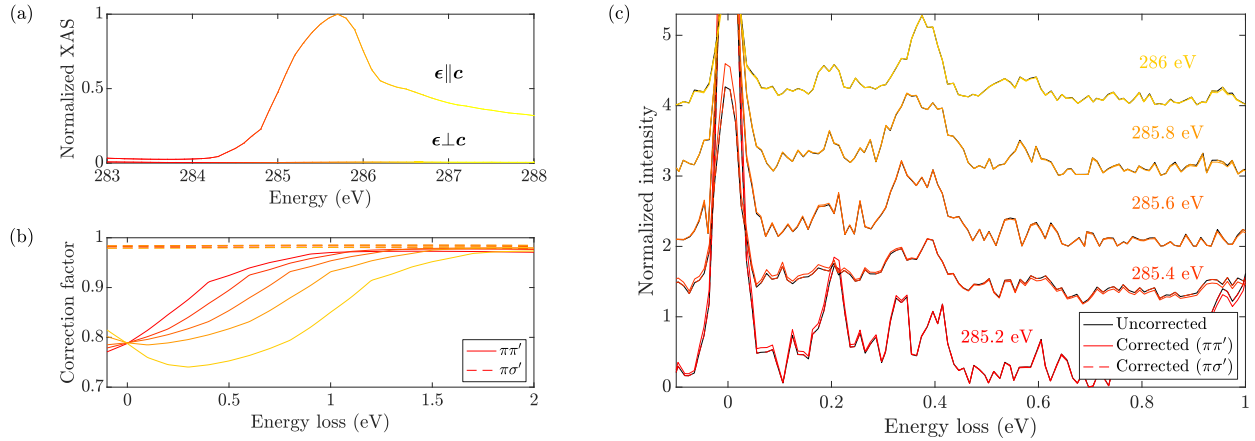 (a)
Normalized XAS
1
0.5
0
ϵ∥c
ϵ⊥c
283 284 285 286 287 288
Energy (eV)
(b)
Correction factor
1
0.9
0.8
0.7
ππ′
πσ′
0 0.5 1 1.5 2
Energy loss (eV)
(c)
Normalized intensity
5
4
3
2
1
0
286 eV
285.8 eV
285.6 eV
285.4 eV
285.2 eV
Uncorrected
Corrected (ππ′)
Corrected (πσ′)
0 0.2 0.4 0.6 0.8 1
Energy loss (eV)